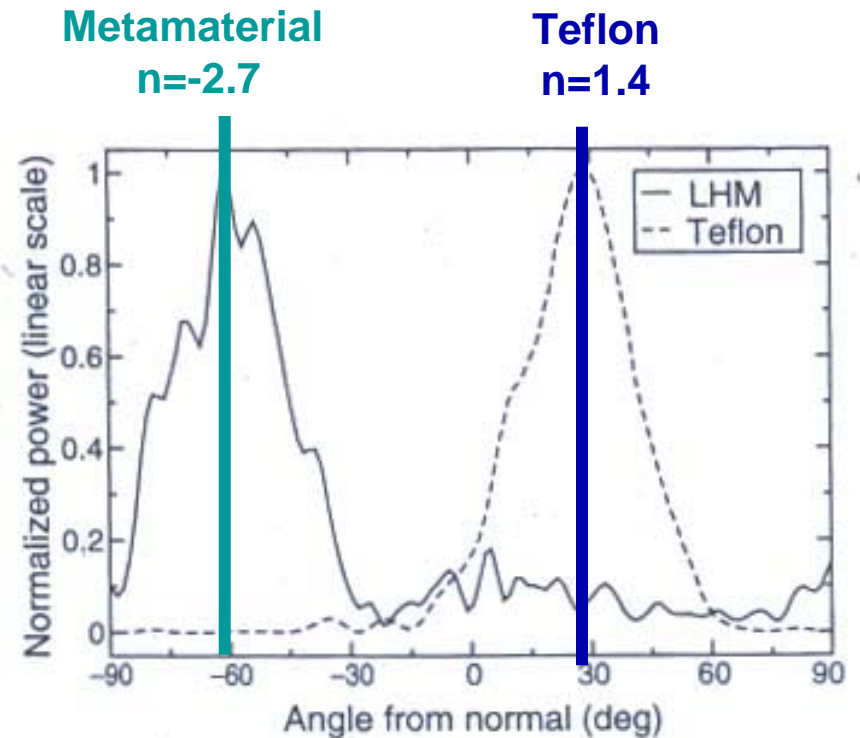 Metamaterial
n=-2.7
Teflon
n=1.4
LHM
Teflon
Normalized power (linear scale)
1
0.8
0.6
0.4
0.2
0
−90
−60
−30
0
30
60
90
Angle from normal (deg)